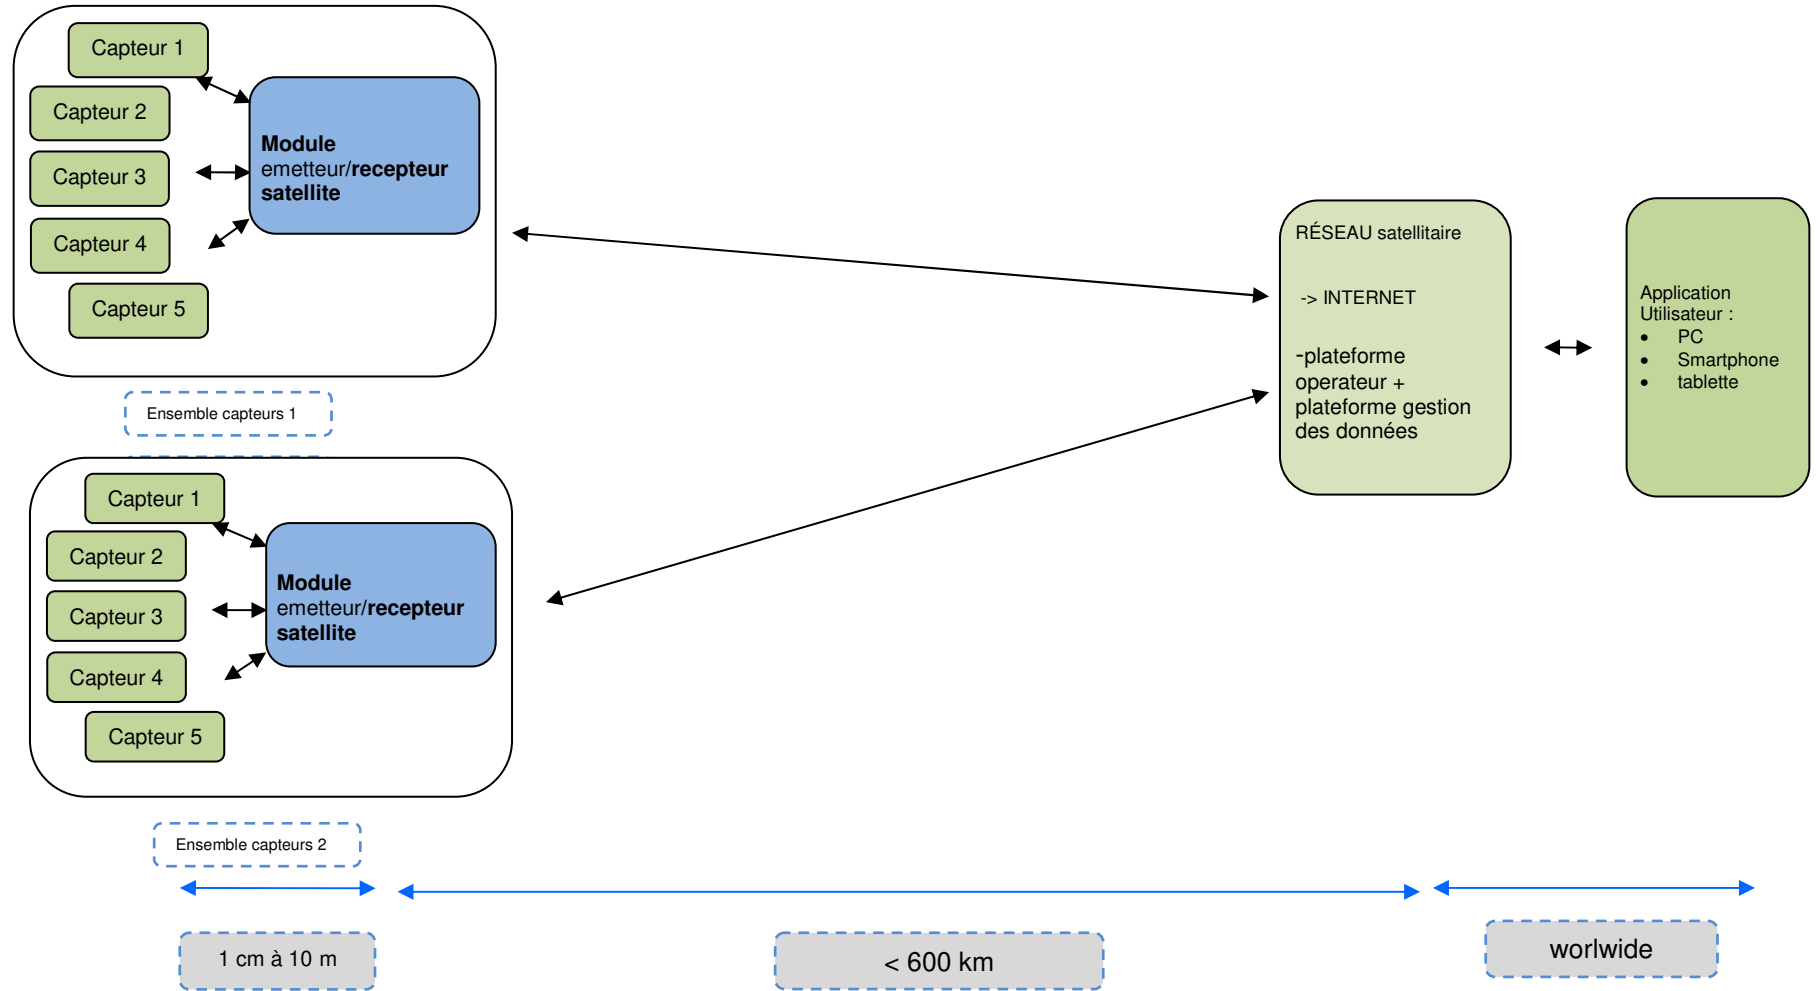 Capteur 1
Capteur 2
Capteur 3
Capteur 4
Capteur 5
Module
emetteur/recepteur
satellite
Ensemble capteurs 1
Capteur 1
Capteur 2
Capteur 3
Capteur 4
Capteur 5
Module
emetteur/recepteur
satellite
Ensemble capteurs 2
RÉSEAU satellitaire
-> INTERNET
-plateforme
operateur +
plateforme gestion
des données
Application
Utilisateur :
• PC
• Smartphone
• tablette
1 cm à 10 m
< 600 km
worlwide